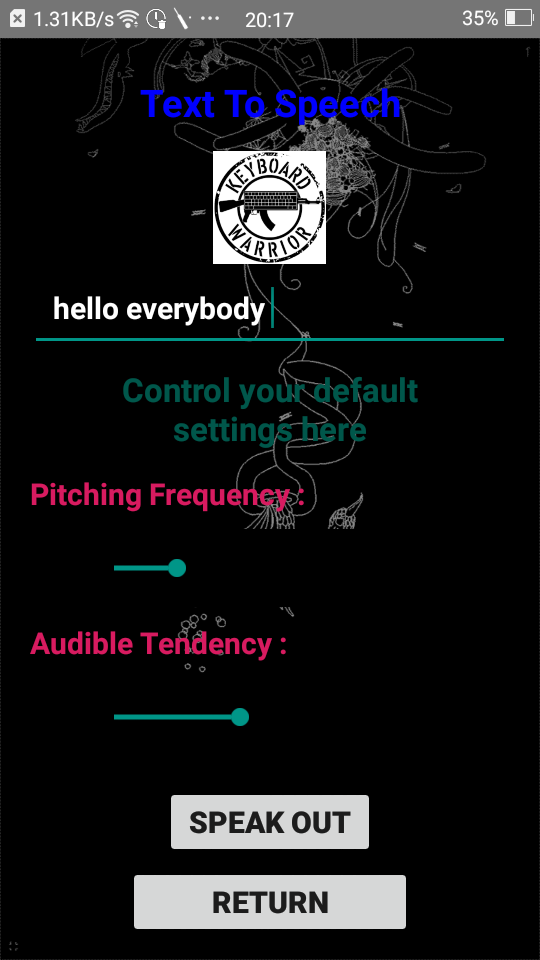 1.31KB/s ··· 20:17 35%
Text To Speech
KEYBOARD
WARRIOR
hello everybody
Control your default
settings here
Pitching Frequency :
Audible Tendency :
SPEAK OUT
RETURN